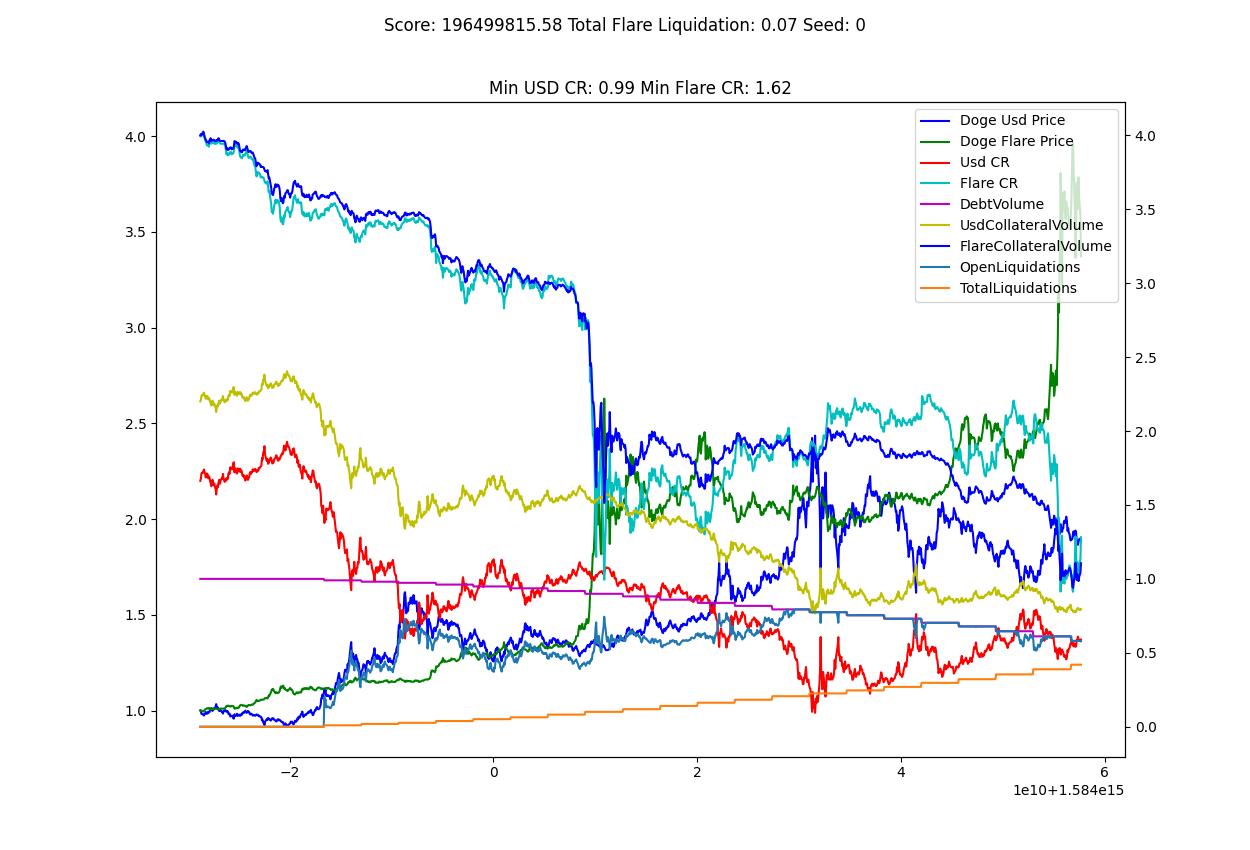 Score: 196499815.58 Total Flare Liquidation: 0.07 Seed: 0
Min USD CR: 0.99 Min Flare CR: 1.62
Doge Usd Price
Doge Flare Price
Usd CR
Flare CR
DebtVolume
UsdCollateralVolume
FlareCollateralVolume
OpenLiquidations
TotalLiquidations
4.0
3.5
3.0
2.5
2.0
1.5
1.0
4.0
3.5
3.0
2.5
2.0
1.5
1.0
0.5
0.0
−2
0
2
4
6
1e10+1.584e15